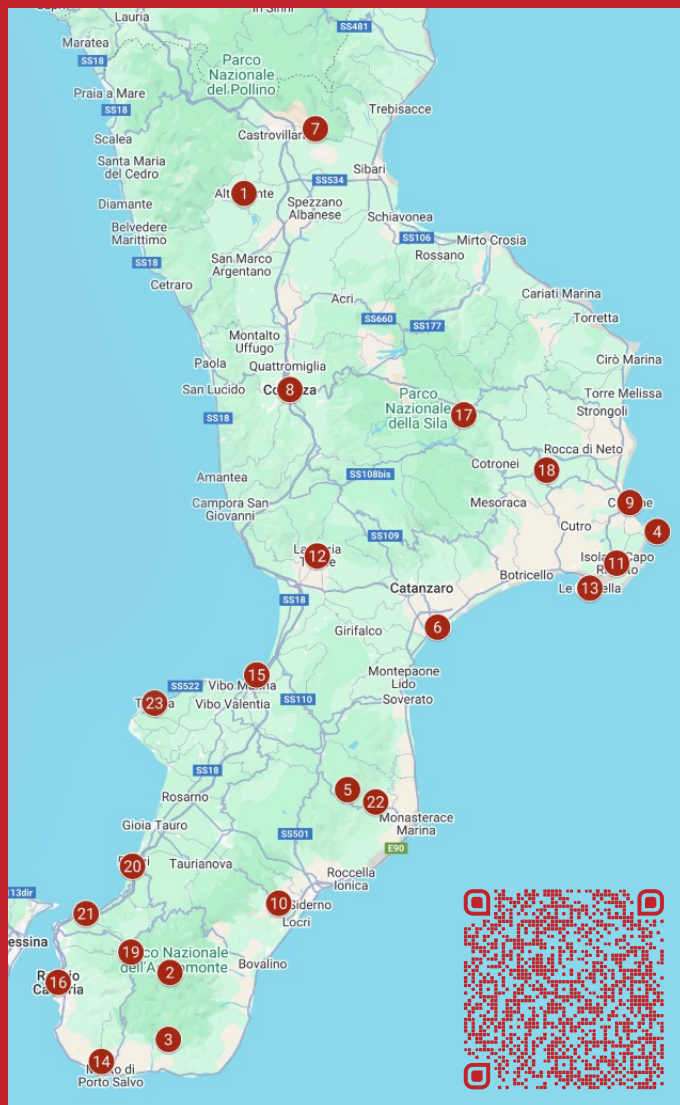 Lauria
SS481
Maratea
SS18
Parco
Nazionale
del Pollino
Praia a Mare
SS18
Trebisacce
7
Scalea
Santa Maria
del Cedro
Sibari
SS534
1
Diamante
Spezzano
Albanese
Schiavonea
Belvedere
Marittimo
SS106
Mirto Crosia
Rossano
SS18
San Marco
Argentano
Cetraro
Acri
Cariati Marina
SS660
SS177
Torretta
Montalto
Uffugo
Paola
Quattromiglia
Cirò Marina
San Lucido
8
Parco
Nazionale
della Sila
17
Torre Melissa
Strongoli
SS18
Rocca di Neto
Cotronei
18
Amantea
SS108bis
Campora San
Giovanni
Mesoraca
9
Cutro
4
SS109
12
11
Botricello
13
Catanzaro
SS18
6
Girifalco
Montepaone
Lido
15
SS522
Soverato
23
Vibo Valentia
SS110
SS18
5
22
Rosarno
Monasterace
Marina
Gioia Tauro
SS501
E90
20
Taurianova
Roccella
Ionica
10
Siderno
Locri
21
19
2
Bovalino
16
3
14
Porto Salvo